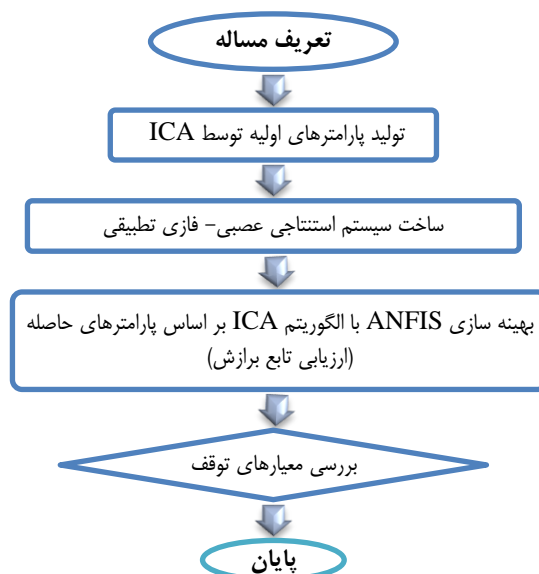 تعریف مساله
تولید پارامترهای اولیه توسط ICA
ساخت سیستم استنتاجی عصبی- فازی تطبیقی
بهینه سازی ANFIS با الگوریتم ICA بر اساس پارامترهای حاصله
(ارزیابی تابع برازش)
بررسی معیارهای توقف
پایان